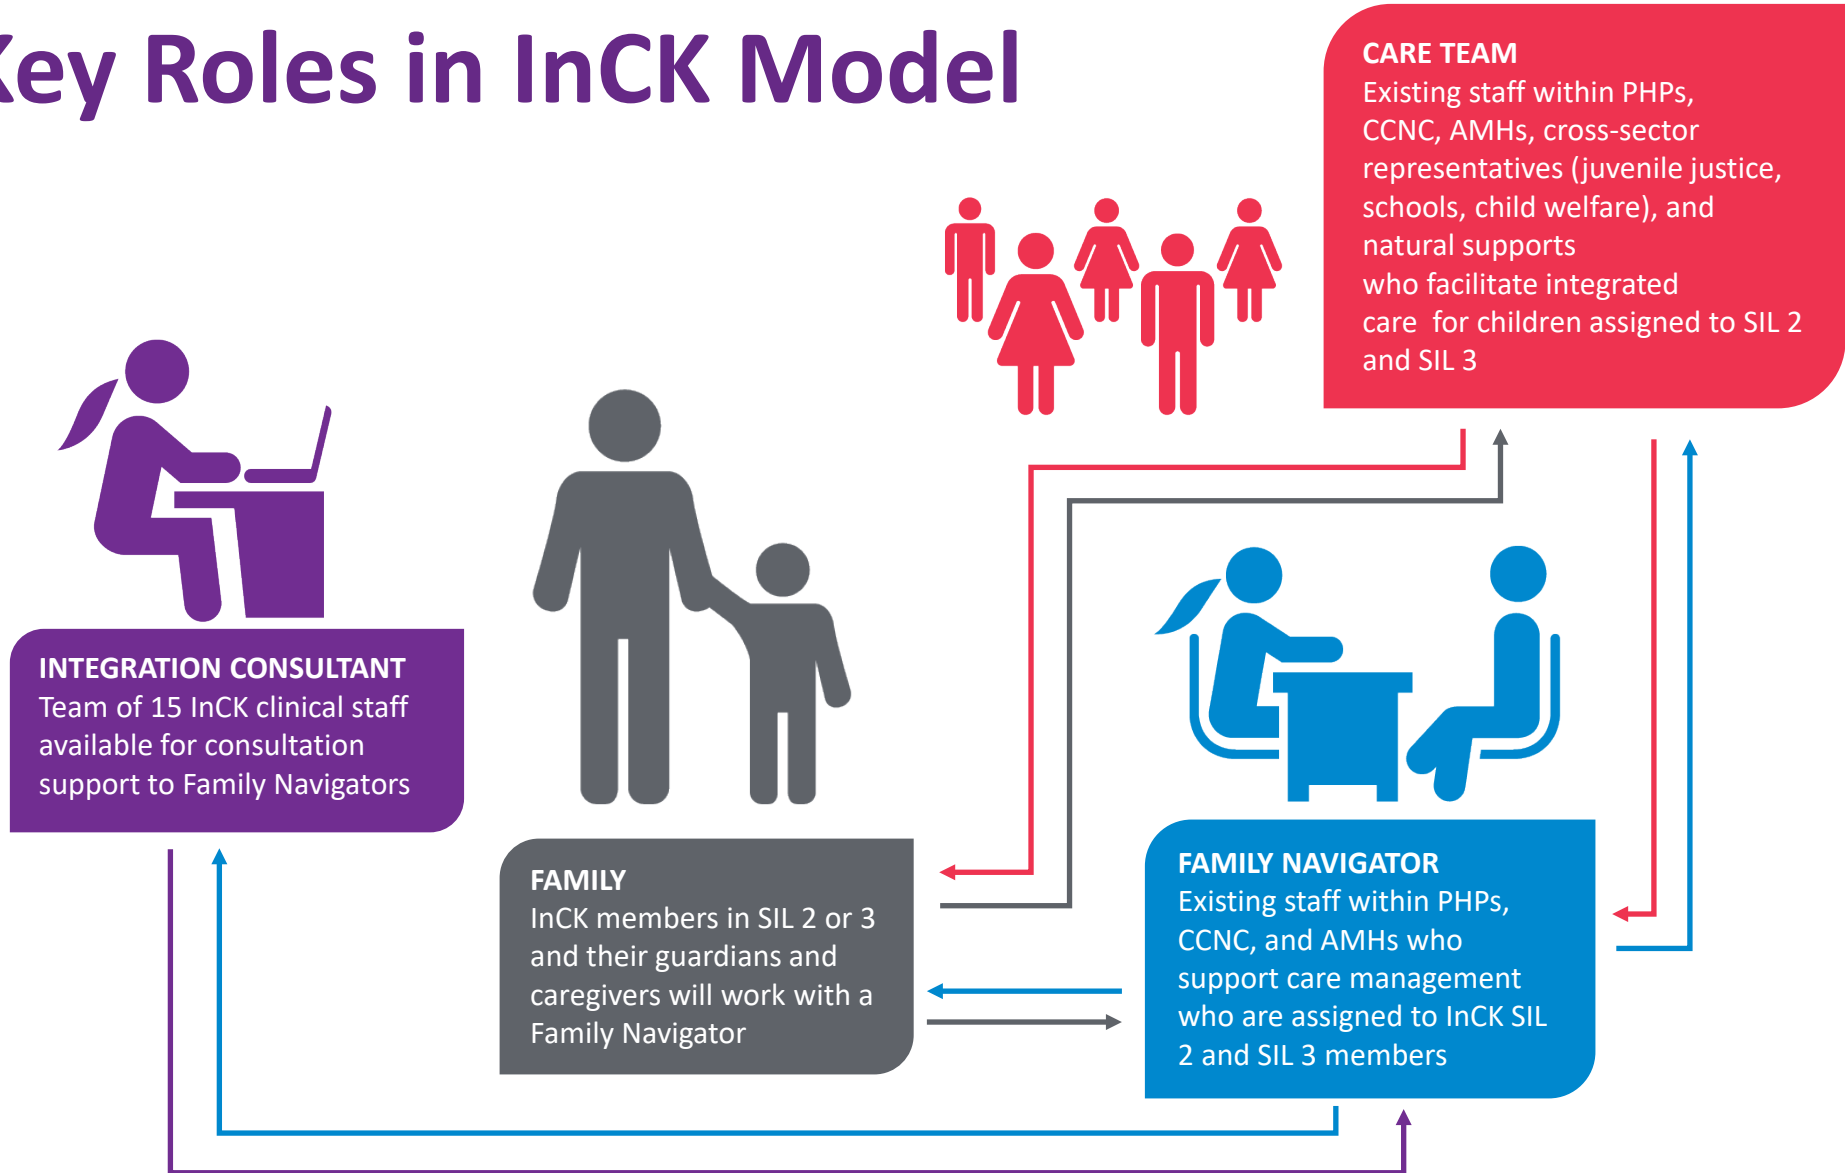 Key Roles in InCK Model
CARE TEAM
Existing staff within PHPs,
CCNC, AMHs, cross-sector
representatives (juvenile justice,
schools, child welfare), and
natural supports
who facilitate integrated
care  for children assigned to SIL 2
and SIL 3
INTEGRATION CONSULTANT
Team of 15 InCK clinical staff
available for consultation
support to Family Navigators
FAMILY
InCK members in SIL 2 or 3
and their guardians and
caregivers will work with a
Family Navigator
FAMILY NAVIGATOR
Existing staff within PHPs,
CCNC, and AMHs who
support care management
who are assigned to InCK SIL
2 and SIL 3 members